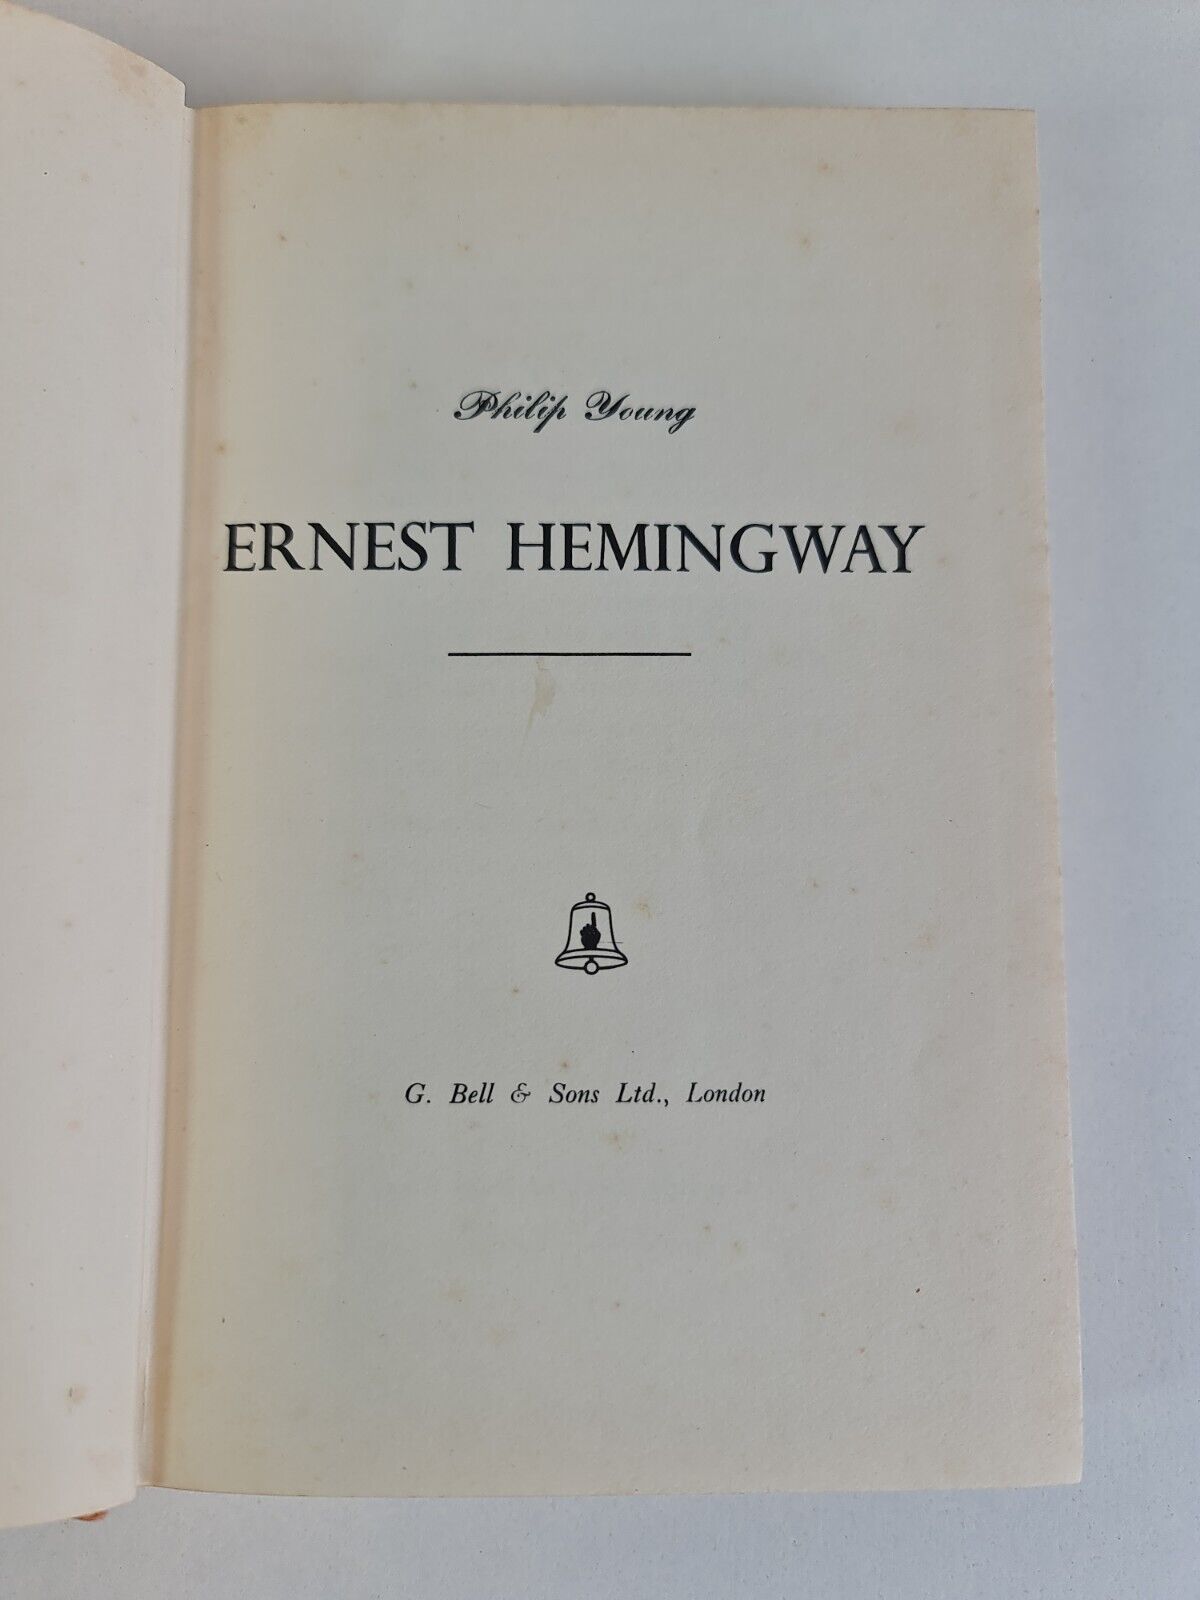 Philip Young
ERNEST HEMINGWAY
G. Bell & Sons Ltd., London